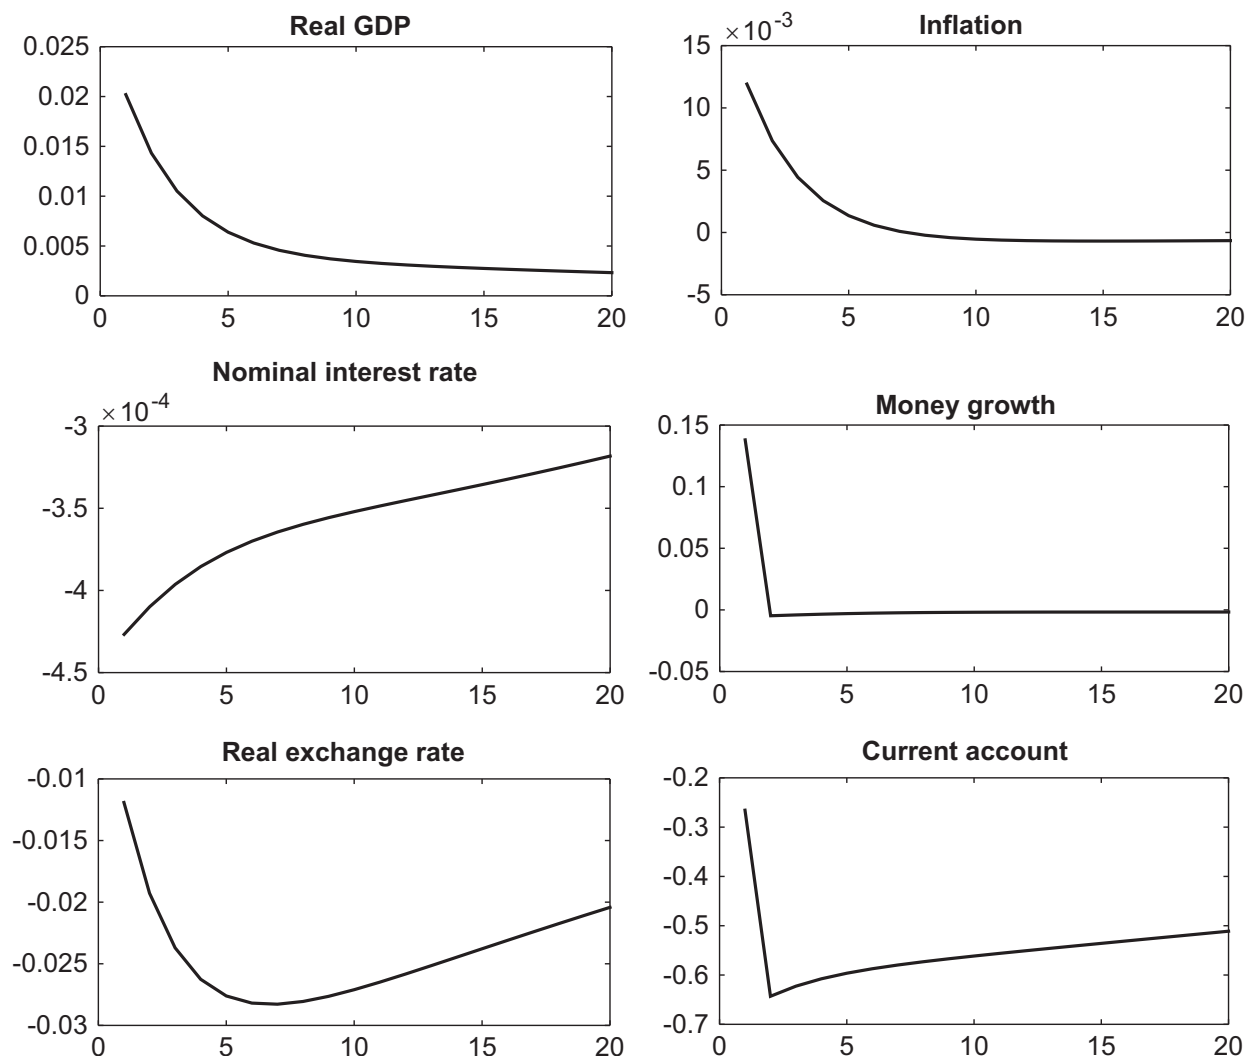 Real GDP
0.025
0.02
0.015
0.01
0.005
0
0 5 10 15 20
Inflation
×10-3
15
10
5
0
-5
0 5 10 15 20
Nominal interest rate
×10-4
-3
-3.5
-4
-4.5
0 5 10 15 20
Money growth
0.15
0.1
0.05
0
-0.05
0 5 10 15 20
Real exchange rate
-0.01
-0.015
-0.02
-0.025
-0.03
0 5 10 15 20
Current account
-0.2
-0.3
-0.4
-0.5
-0.6
-0.7
0 5 10 15 20